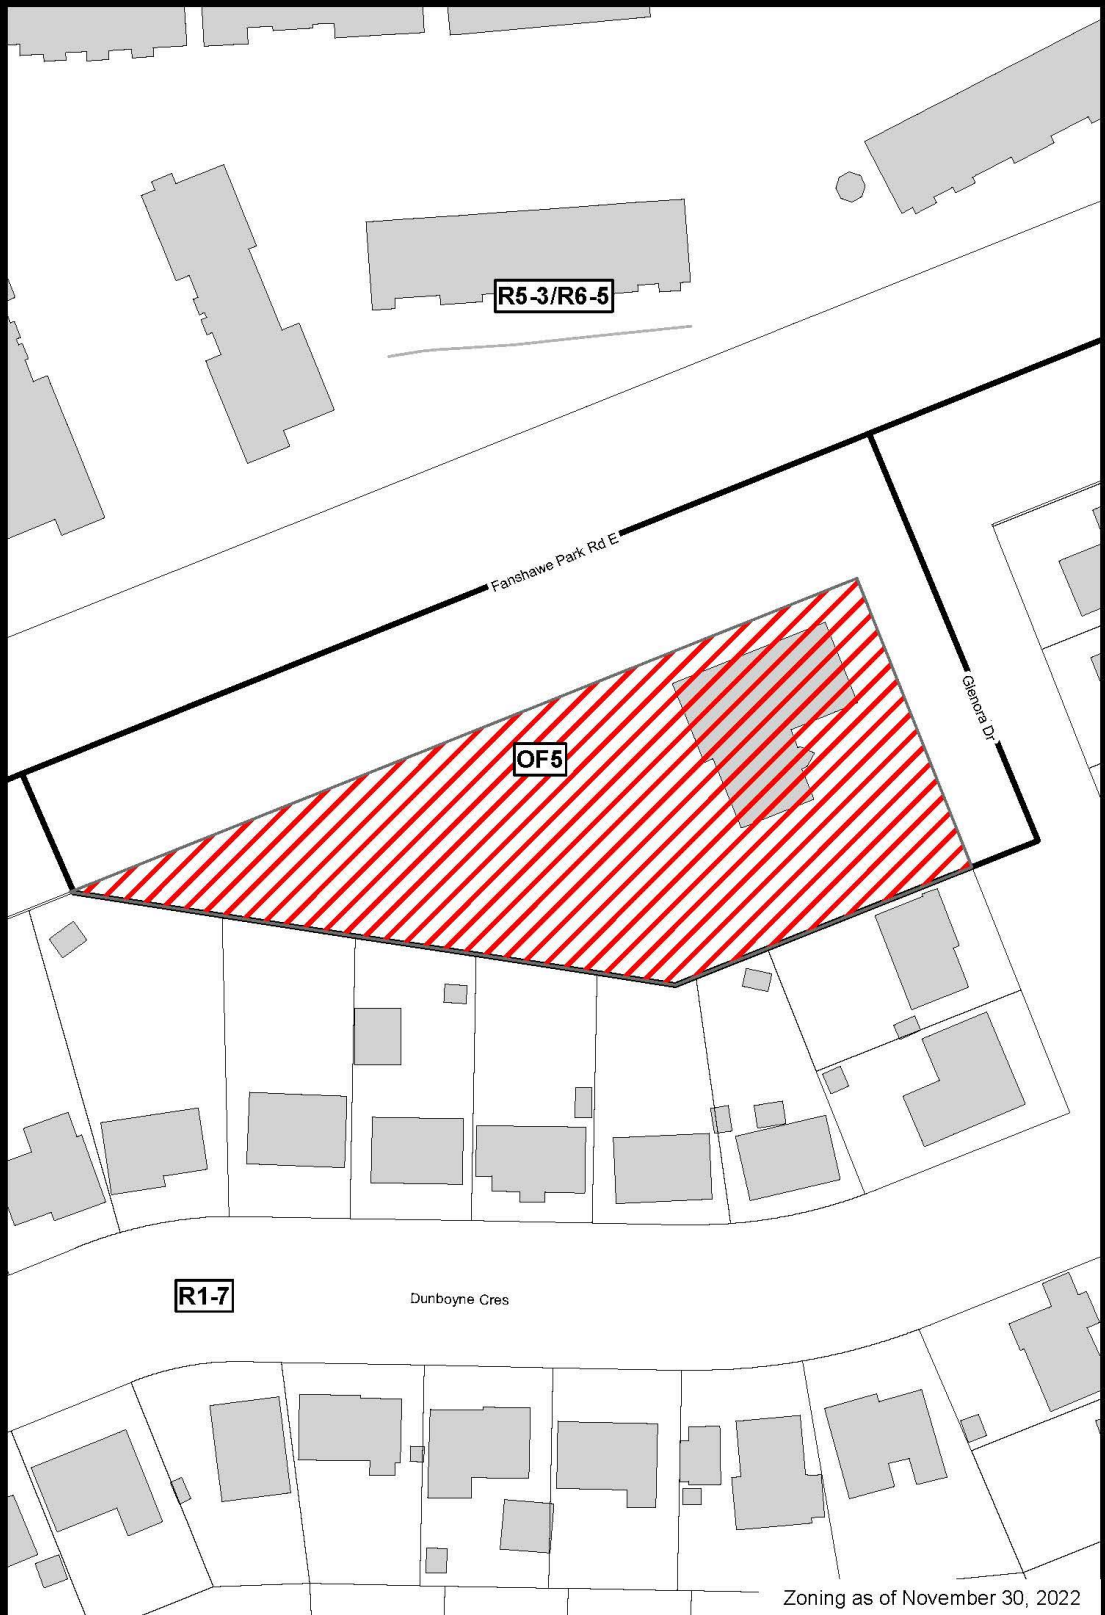 R5-3/R6-5
Fanshawe Park Rd E
Glenora Dr
OF5
R1-7
Dunboyne Cres
Zoning as of November 30, 2022